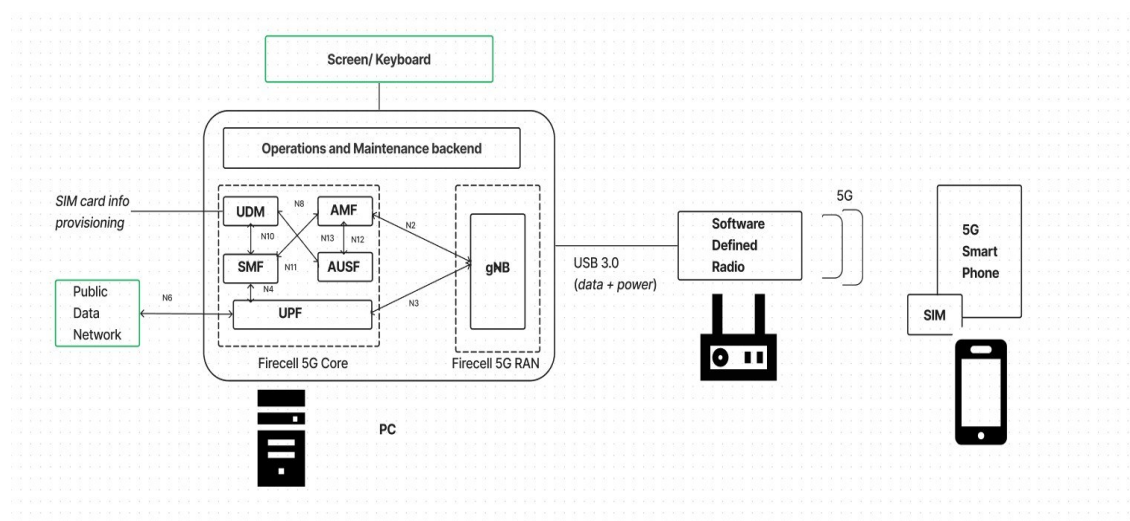 Screen/ Keyboard
Operations and Maintenance backend
SIM card info
provisioning
UDM
N8
AMF
N10
N13
N12
N2
SMF
N11
AUSF
N4
UPF
N3
N6
Public
Data
Network
gNB
Firecell 5G Core
Firecell 5G RAN
PC
USB 3.0
(data + power)
Software
Defined
Radio
5G
5G
Smart
Phone
SIM